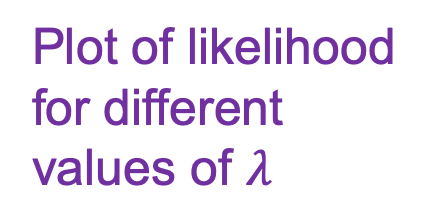 Plot of likelihood
for different
values of λ